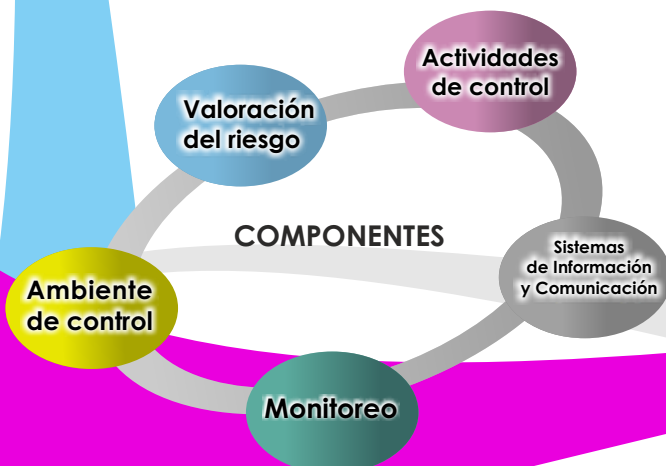 Actividades
de control
Valoración
del riesgo
COMPONENTES
Sistemas
de Información
y Comunicación
Ambiente
de control
Monitoreo